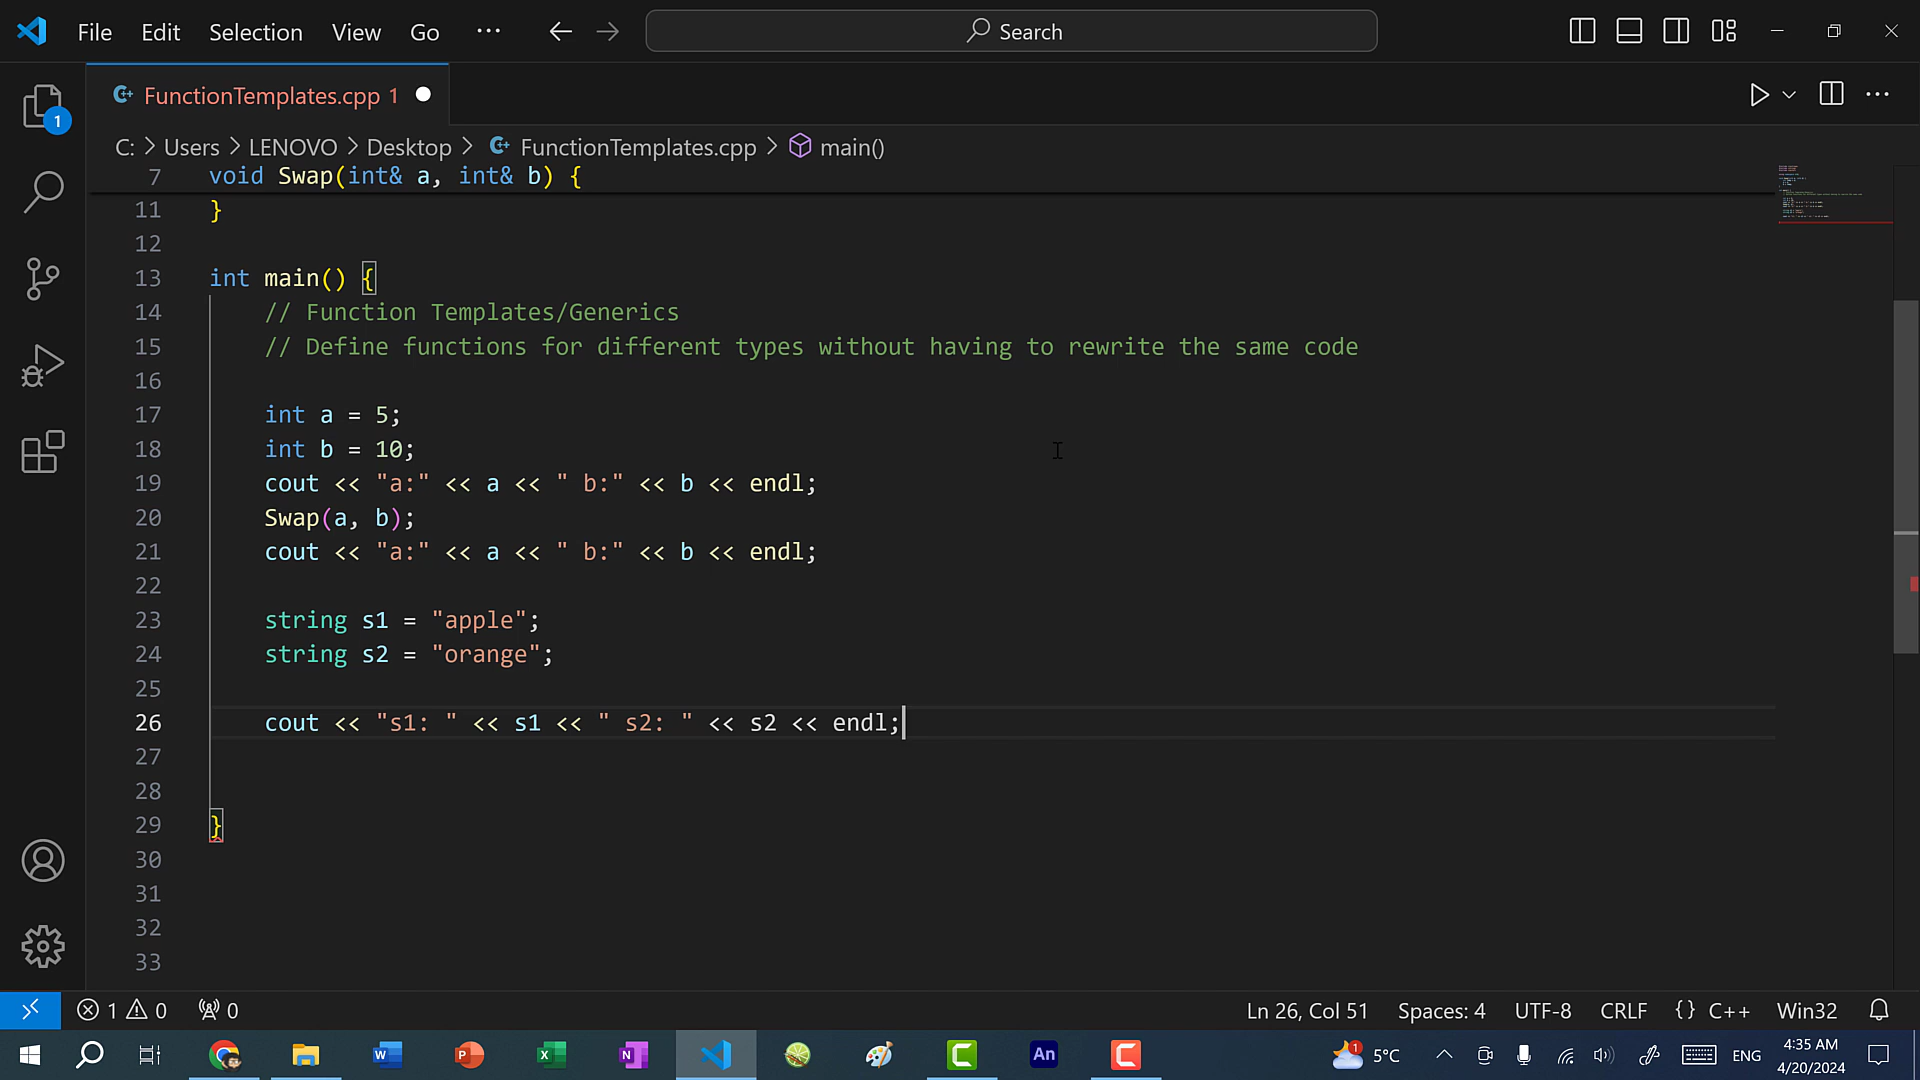 File Edit Selection View Go ··· Search
FunctionTemplates.cpp 1
C: > Users > LENOVO > Desktop > FunctionTemplates.cpp > main()
7 void Swap(int& a, int& b) {
11 }
12
13 int main() {
14 // Function Templates/Generics
15 // Define functions for different types without having to rewrite the same code
16
17 int a = 5;
18 int b = 10;
19 cout << "a:" << a << " b:" << b << endl;
20 Swap(a, b);
21 cout << "a:" << a << " b:" << b << endl;
22
23 string s1 = "apple";
24 string s2 = "orange";
25
26 cout << "s1: " << s1 << " s2: " << s2 << endl;
27
28
29 }
30
31
32
33
1
1 0 0 Ln 26, Col 51 Spaces: 4 UTF-8 CRLF {} C++ Win32
W P X N An C 1 5°C ENG 4:35 AM
4/20/2024